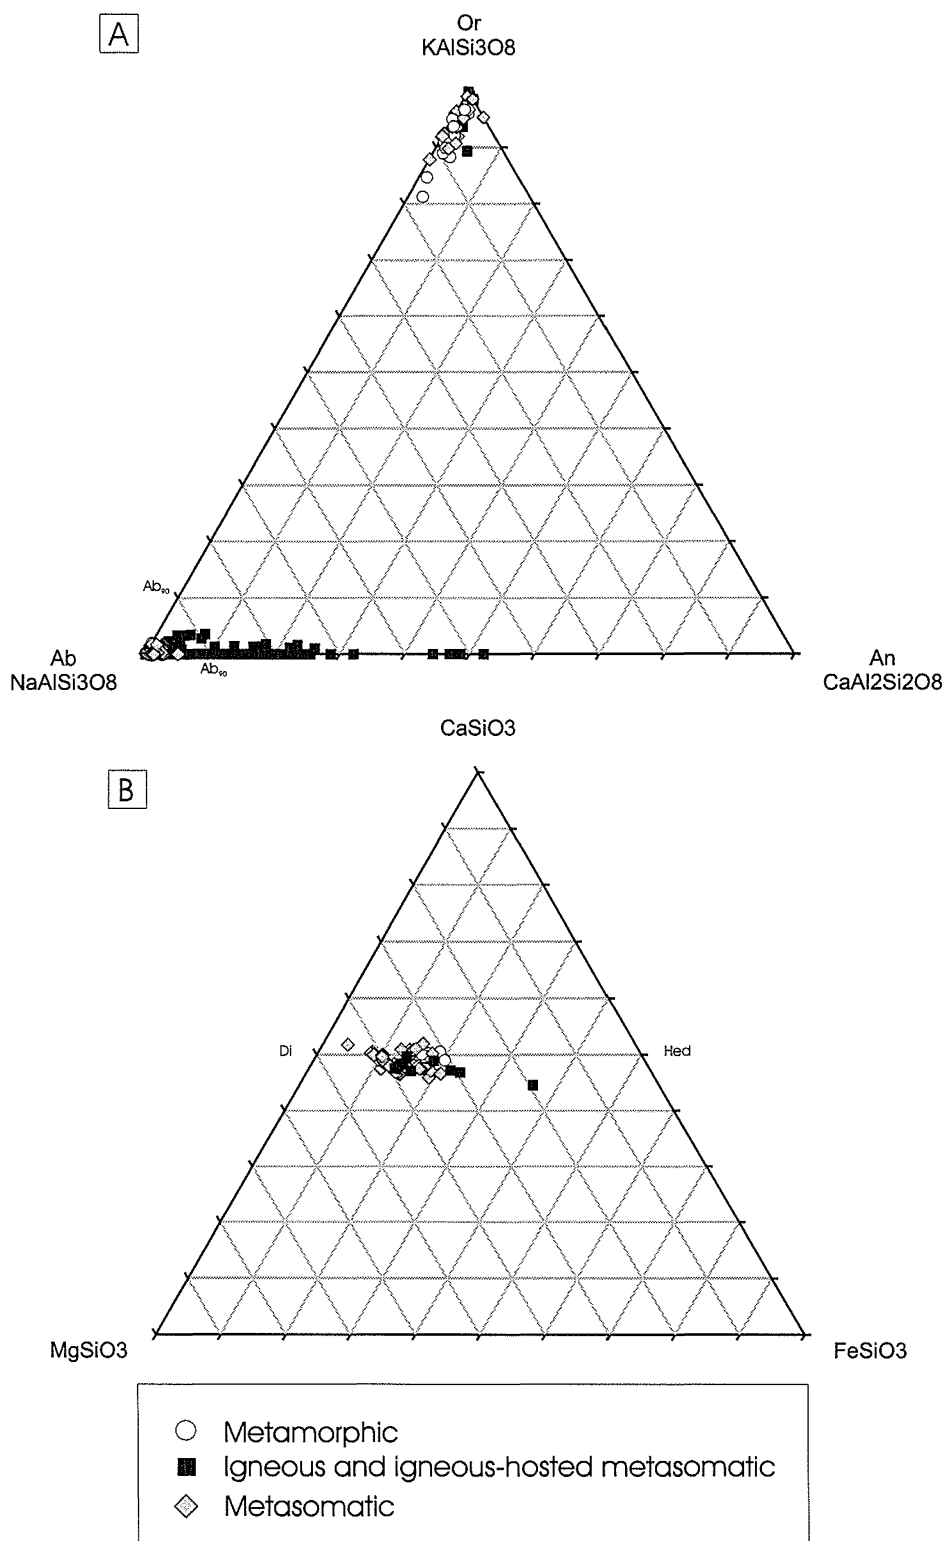 A
Or
KAlSi3O8
Ab90
Ab
NaAlSi3O8
Ab90
An
CaAl2Si2O8
CaSiO3
B
Di
Hed
MgSiO3
FeSiO3
Metamorphic
Igneous and igneous-hosted metasomatic
Metasomatic